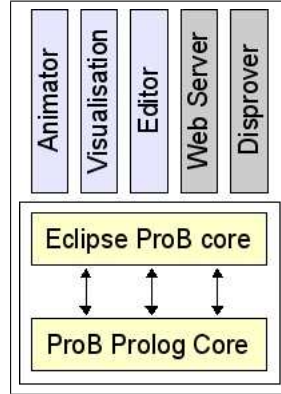 Animator
Visualisation
Editor
Web Server
Disprover
Eclipse ProB core
ProB Prolog Core